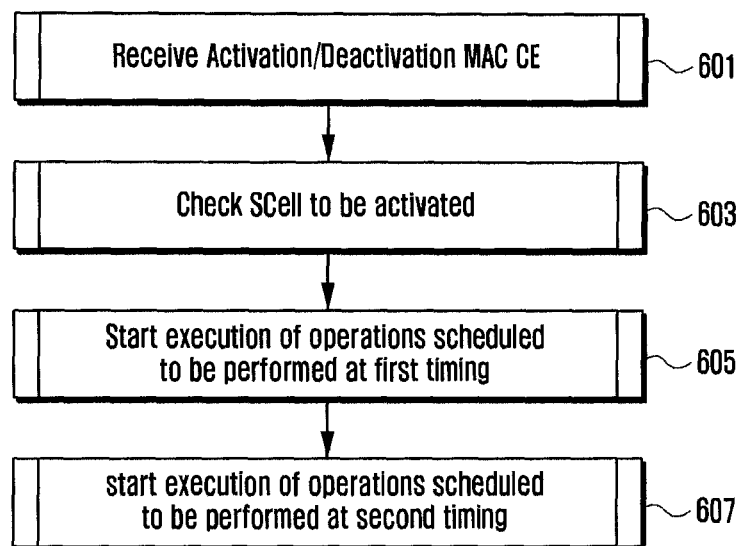 Receive Activation/Deactivation MAC CE
601
Check SCell to be activated
603
Start execution of operations scheduled
to be performed at first timing
605
start execution of operations scheduled
to be performed at second timing
607